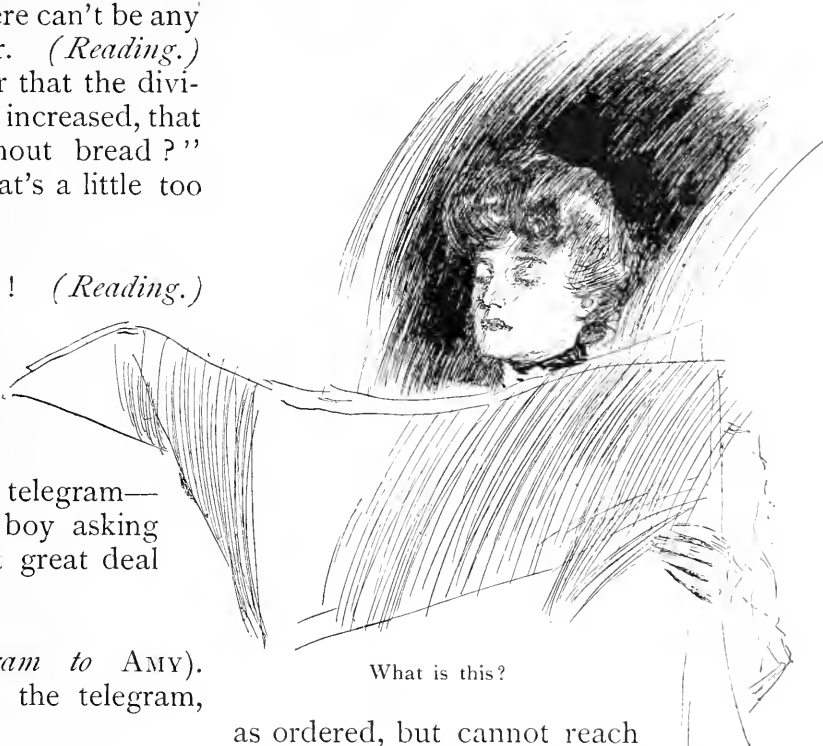 ere can't be any
r. (Reading.)
r that the divi-
increased, that
hout bread?"
at's a little too
! (Reading.)
telegram—
boy asking
t great deal
ram to AMY).
the telegram,
What is this?
as ordered, but cannot reach